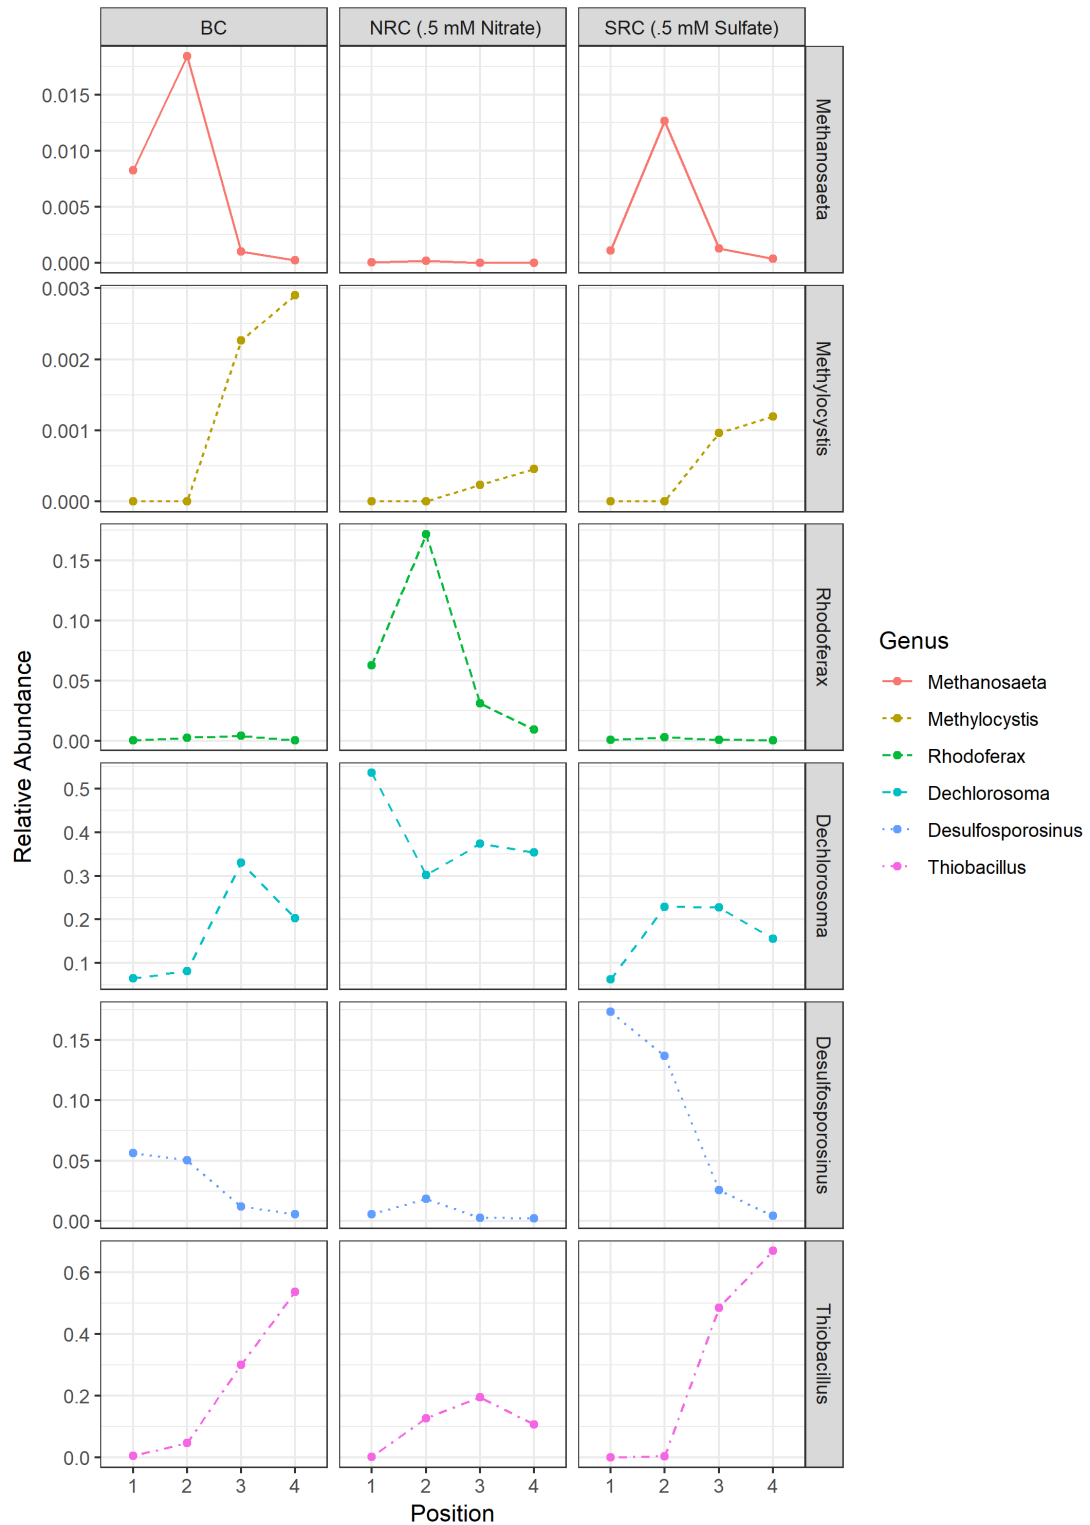 BC
NRC (.5 mM Nitrate)
SRC (.5 mM Sulfate)
0.015
0.010
0.005
0.000
Methanosaeta
0.003
0.002
0.001
0.000
Methylocystis
0.15
0.10
0.05
0.00
Rhodoferax
0.5
0.4
0.3
0.2
0.1
Dechlorosoma
0.15
0.10
0.05
0.00
Desulfosporosinus
0.6
0.4
0.2
0.0
Thiobacillus
1 2 3 4
1 2 3 4
1 2 3 4
Position
Relative Abundance
Genus
Methanosaeta
Methylocystis
Rhodoferax
Dechlorosoma
Desulfosporosinus
Thiobacillus